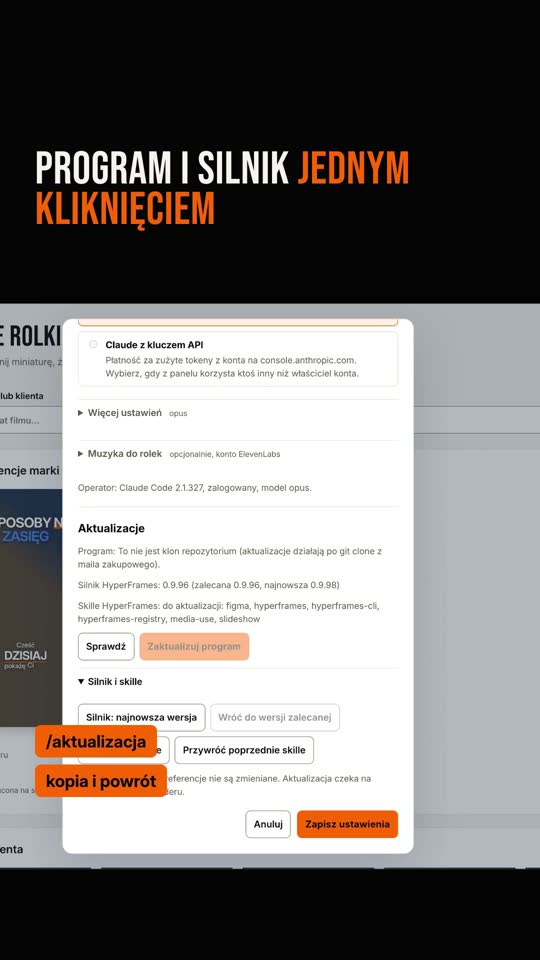 PROGRAM I SILNIK JEDNYM
KLIKNIĘCIEM
E ROLKI
nij miniaturę, ż
lub klienta
at filmu...
encje marki
POSOBY N
ZASIĘG
Cześć
DZISIAJ
pokażę Ci
ru
cona na s
enta
Claude z kluczem API
Płatność za zużyte tokeny z konta na console.anthropic.com.
Wybierz, gdy z panelu korzysta ktoś inny niż właściciel konta.
Więcej ustawień opus
Muzyka do rolek opcjonalnie, konto ElevenLabs
Operator: Claude Code 2.1.327, zalogowany, model opus.
Aktualizacje
Program: To nie jest klon repozytorium (aktualizacje działają po git clone z
maila zakupowego).
Silnik HyperFrames: 0.9.96 (zalecana 0.9.96, najnowsza 0.9.98)
Skille HyperFrames: do aktualizacji: figma, hyperframes, hyperframes-cli,
hyperframes-registry, media-use, slideshow
Sprawdź Zaktualizuj program
Silnik i skille
Silnik: najnowsza wersja Wróć do wersji zalecanej
/aktualizacja e Przywróć poprzednie skille
kopia i powrót eferencje nie są zmieniane. Aktualizacja czeka na
deru.
Anuluj Zapisz ustawienia